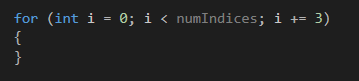 for (int i = 0; i < numIndices; i += 3)
{
}